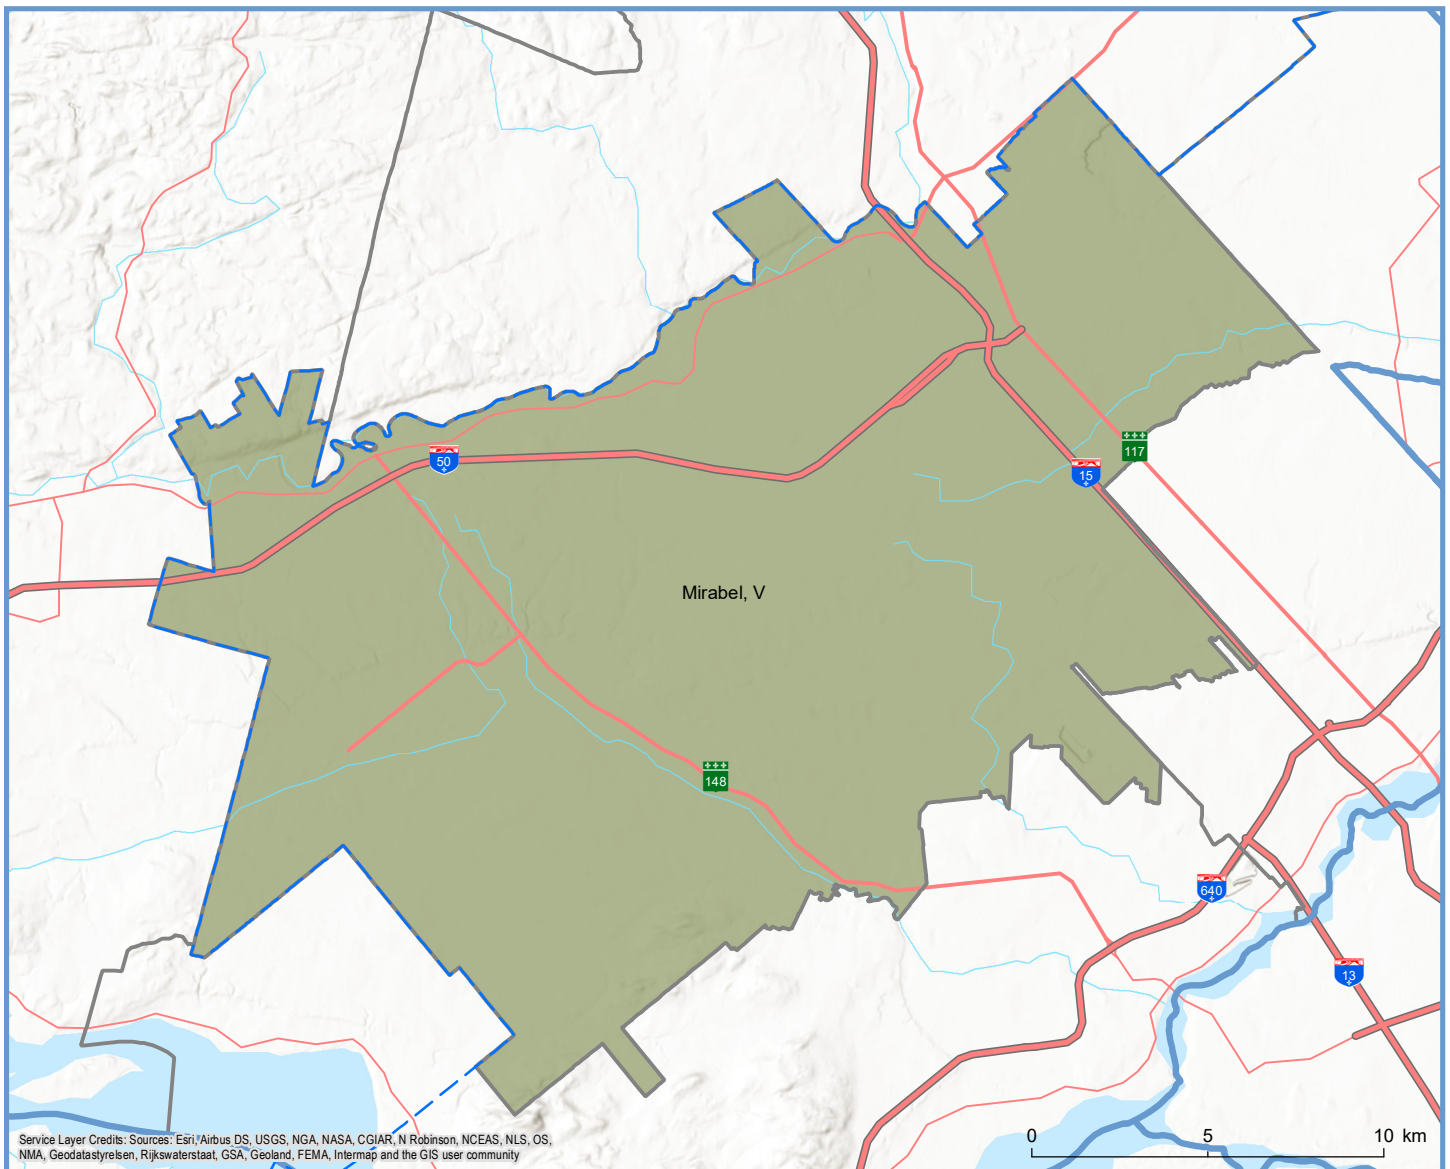 50
117
15
Mirabel, V
148
640
13
0 5 10 km
Service Layer Credits: Sources: Esri, Airbus DS, USGS, NGA, NASA, CGIAR, N Robinson, NCEAS, NLS, OS,
NMA, Geodatastyrelsen, Rijkswaterstaat, GSA, Geoland, FEMA, Intermap and the GIS user community